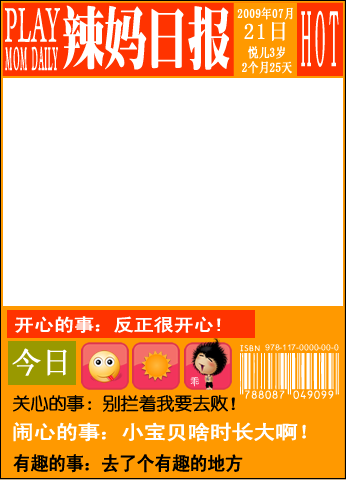 PLAY
MOM DAILY
辣妈日报
2009年07月
21日
悦儿3岁
2个月25天
HOT
开心的事：反正很开心！
今日
乖
ISBN 978-117-0000-00-0
788087 049099
关心的事：别拦着我要去败！
闹心的事：小宝贝啥时长大啊！
有趣的事：去了个有趣的地方